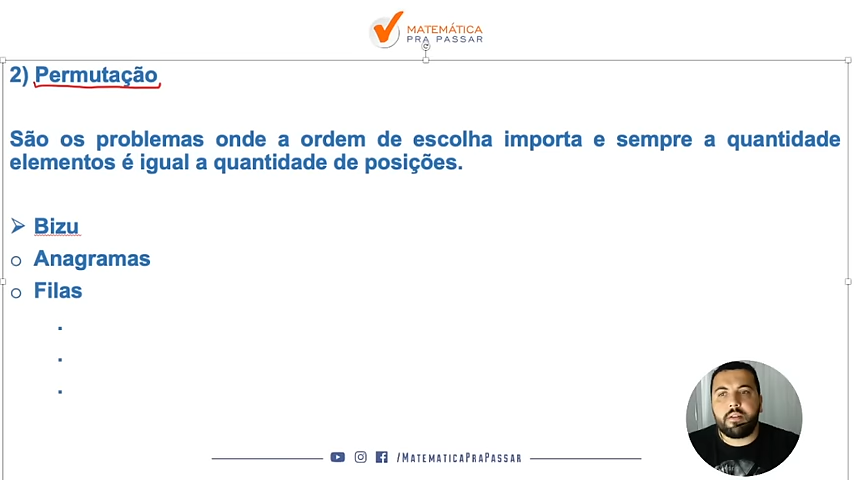 MATEMÁTICA
PRA PASSAR
2) Permutação
São os problemas onde a ordem de escolha importa e sempre a quantidade
elementos é igual a quantidade de posições.
Bizu
Anagramas
Filas
/MATEMATICAPRAPASSAR